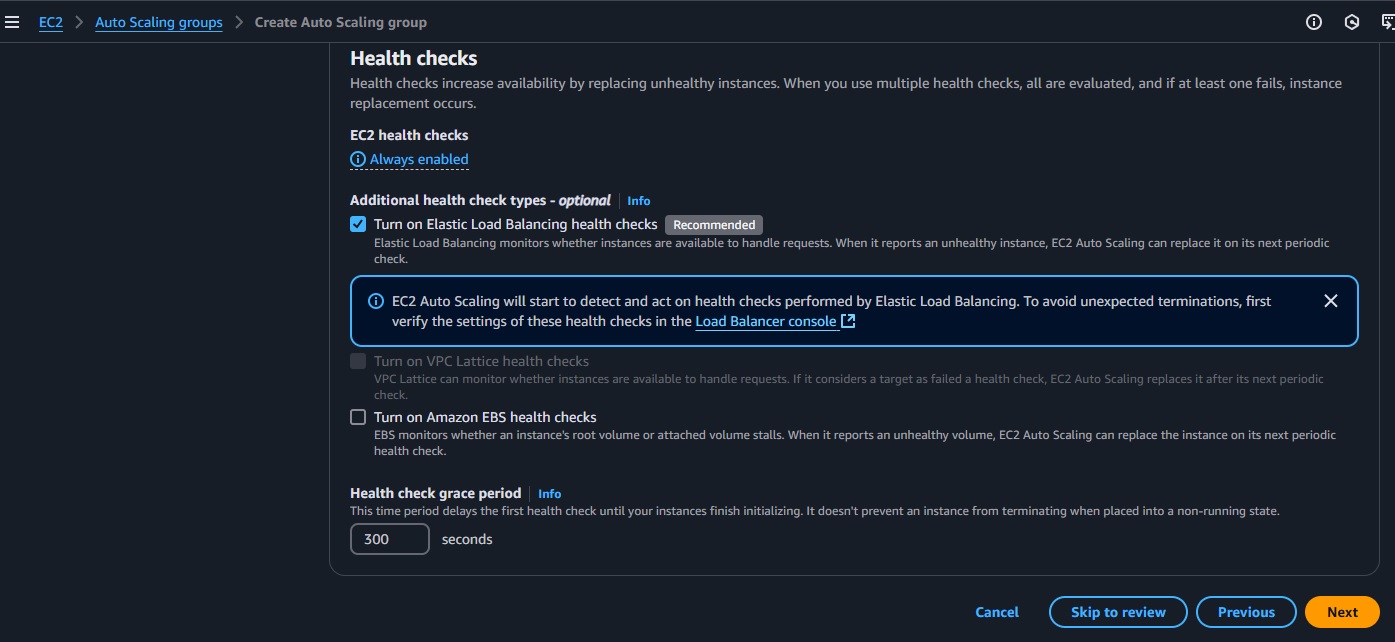 EC2 > Auto Scaling groups > Create Auto Scaling group
Health checks
Health checks increase availability by replacing unhealthy instances. When you use multiple health checks, all are evaluated, and if at least one fails, instance
replacement occurs.
EC2 health checks
Always enabled
Additional health check types - optional | Info
Turn on Elastic Load Balancing health checks Recommended
Elastic Load Balancing monitors whether instances are available to handle requests. When it reports an unhealthy instance, EC2 Auto Scaling can replace it on its next periodic
check.
EC2 Auto Scaling will start to detect and act on health checks performed by Elastic Load Balancing. To avoid unexpected terminations, first
verify the settings of these health checks in the Load Balancer console
Turn on VPC Lattice health checks
VPC Lattice can monitor whether instances are available to handle requests. If it considers a target as failed a health check, EC2 Auto Scaling replaces it after its next periodic
check.
Turn on Amazon EBS health checks
EBS monitors whether an instance's root volume or attached volume stalls. When it reports an unhealthy volume, EC2 Auto Scaling can replace the instance on its next periodic
health check.
Health check grace period | Info
This time period delays the first health check until your instances finish initializing. It doesn't prevent an instance from terminating when placed into a non-running state.
300 seconds
Cancel Skip to review Previous Next